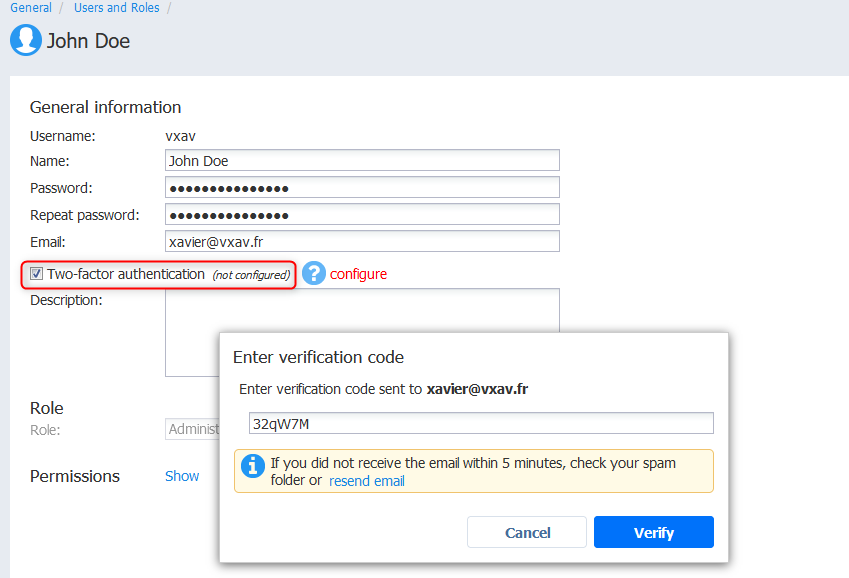 General / Users and Roles /
John Doe
General information
Username: vxav
Name: John Doe
Password: ●●●●●●●●●●●●●●●
Repeat password: ●●●●●●●●●●●●●●●
Email: xavier@vxav.fr
Two-factor authentication (not configured) ? configure
Description:
Enter verification code
Enter verification code sent to xavier@vxav.fr
32qW7M
If you did not receive the email within 5 minutes, check your spam
folder or resend email
Cancel Verify
Role
Role: Administ
Permissions Show